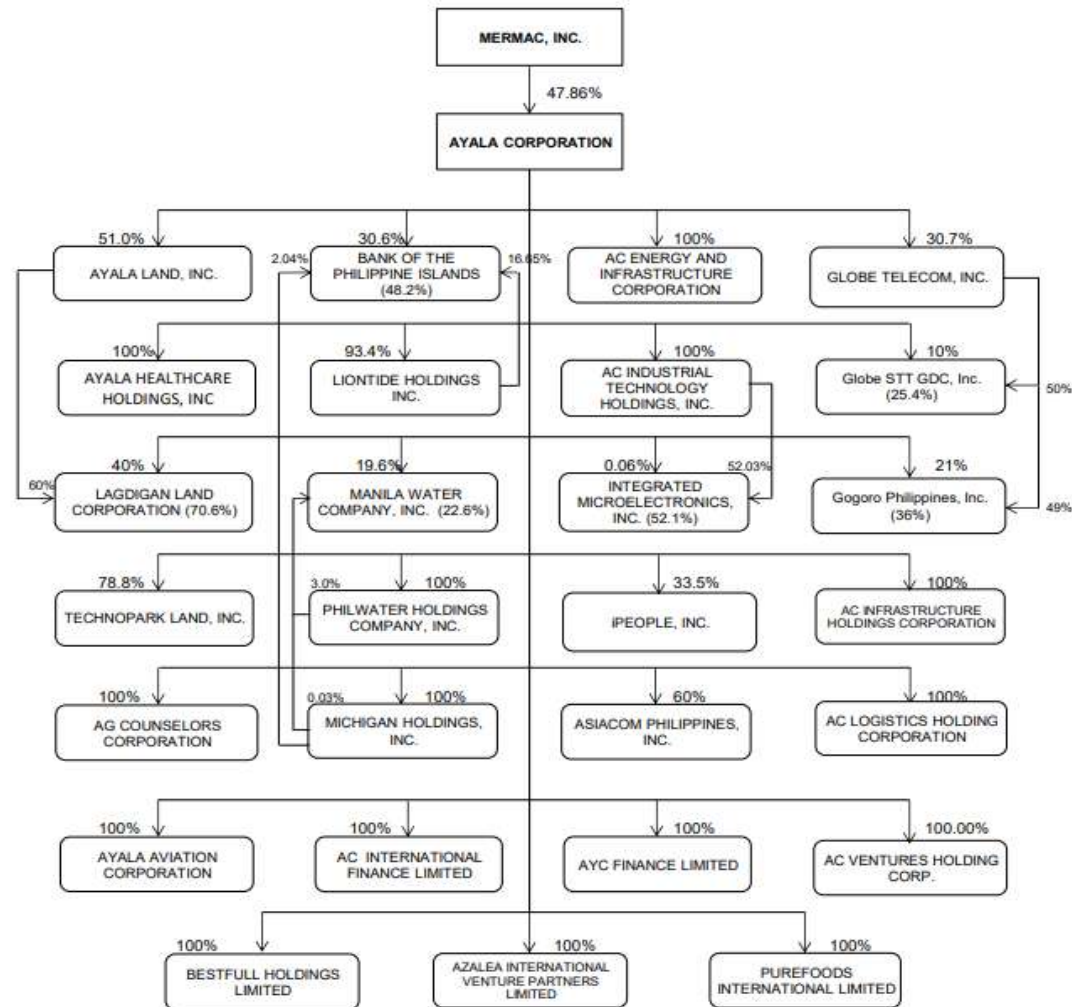 MERMAC, INC.
47.86%
AYALA CORPORATION
51.0%
AYALA LAND, INC.
2.04%
30.6%
BANK OF THE
PHILIPPINE ISLANDS
(48.2%)
16.65%
100%
AC ENERGY AND
INFRASTRUCTURE
CORPORATION
30.7%
GLOBE TELECOM, INC.
100%
AYALA HEALTHCARE
HOLDINGS, INC
93.4%
LIONTIDE HOLDINGS
INC.
100%
AC INDUSTRIAL
TECHNOLOGY
HOLDINGS, INC.
10%
Globe STT GDC, Inc.
(25.4%)
50%
60%
40%
LAGDIGAN LAND
CORPORATION (70.6%)
19.6%
MANILA WATER
COMPANY, INC. (22.6%)
0.06%
INTEGRATED
MICROELECTRONICS,
INC. (52.1%)
52.03%
21%
Gogoro Philippines, Inc.
(36%)
49%
78.8%
TECHNOPARK LAND, INC.
3.0%
100%
PHILWATER HOLDINGS
COMPANY, INC.
33.5%
iPEOPLE, INC.
100%
AC INFRASTRUCTURE
HOLDINGS CORPORATION
100%
AG COUNSELORS
CORPORATION
0.03%
100%
MICHIGAN HOLDINGS,
INC.
60%
ASIACOM PHILIPPINES,
INC.
100%
AC LOGISTICS HOLDING
CORPORATION
100%
AYALA AVIATION
CORPORATION
100%
AC INTERNATIONAL
FINANCE LIMITED
100%
AYC FINANCE LIMITED
100.00%
AC VENTURES HOLDING
CORP.
100%
BESTFULL HOLDINGS
LIMITED
100%
AZALEA INTERNATIONAL
VENTURE PARTNERS
LIMITED
100%
PUREFOODS
INTERNATIONAL LIMITED